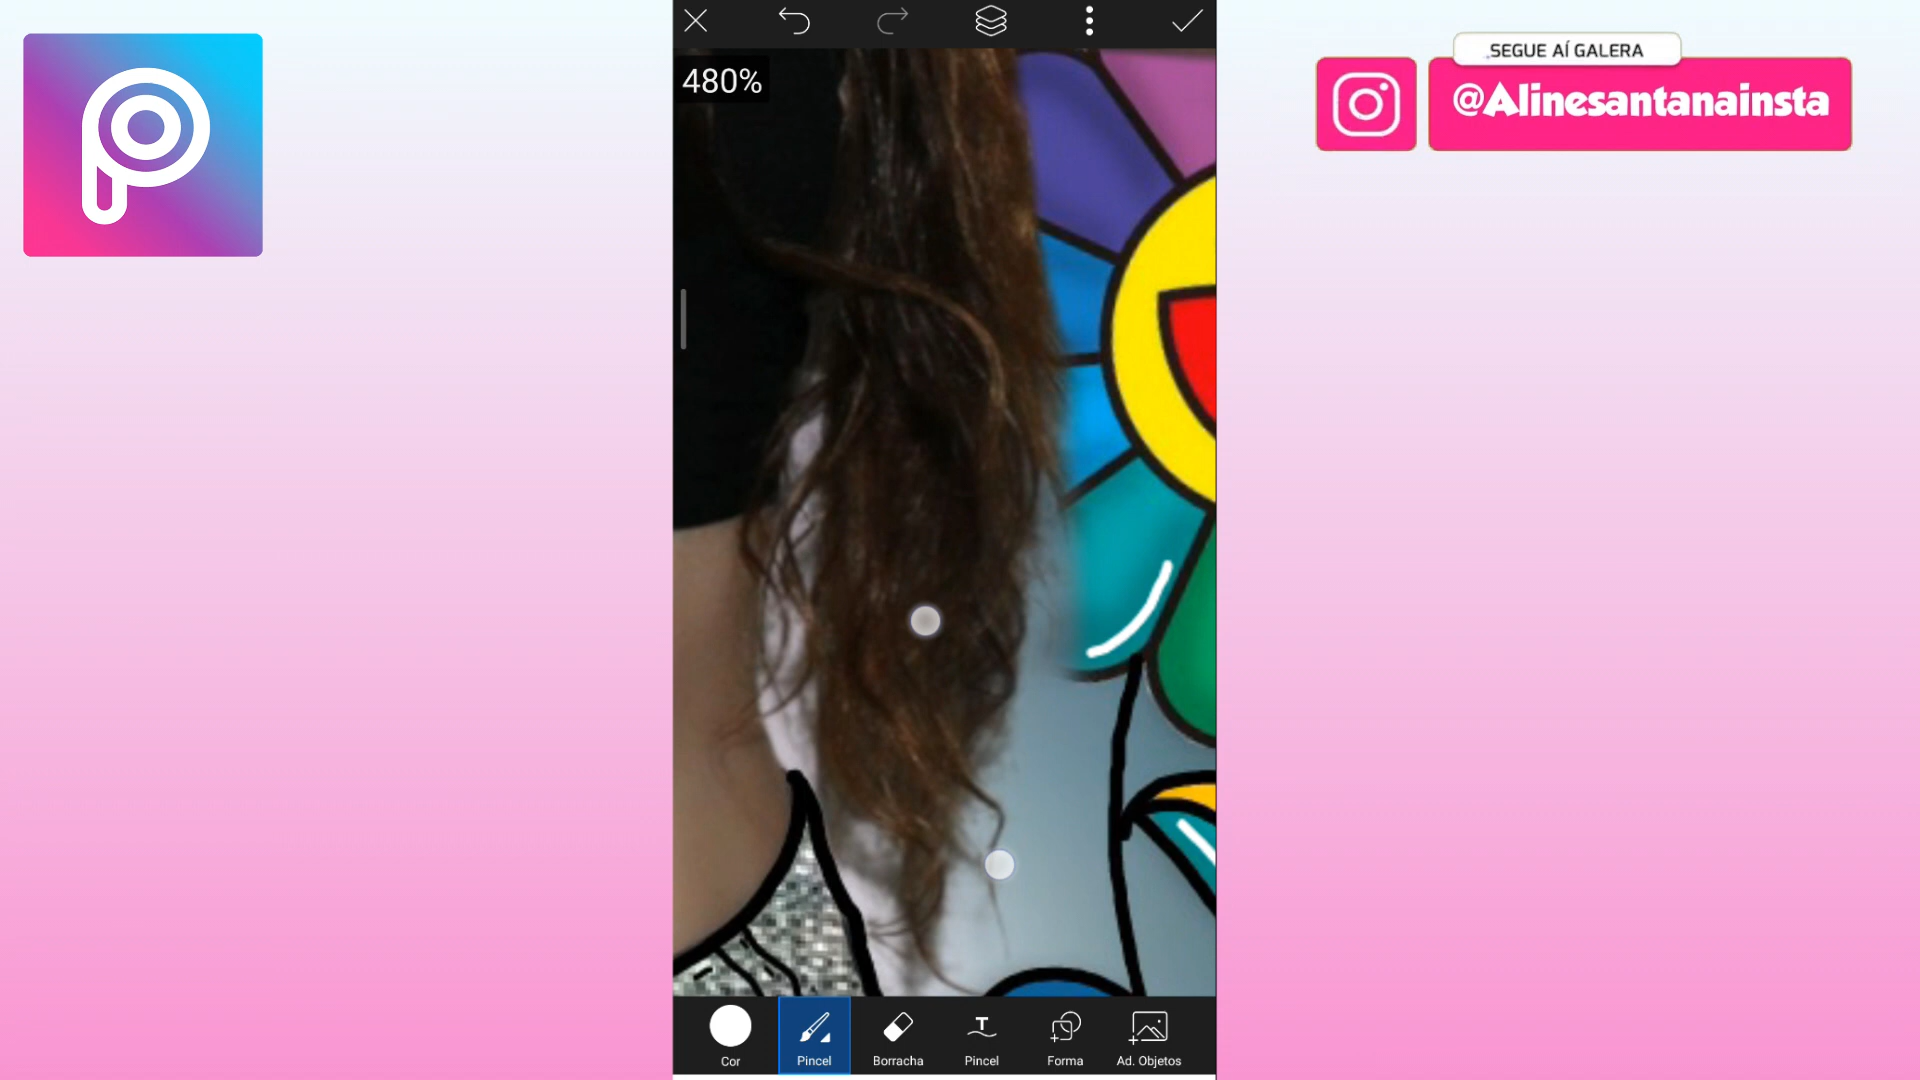 480%
SEGUE AÍ GALERA
@Alinesantanainsta
Cor
Pincel
Borracha
Pincel
Forma
Ad. Objetos